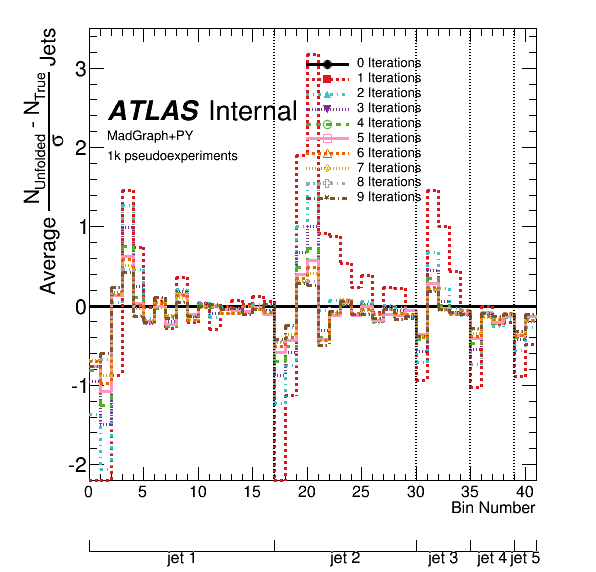 Average N_Unfolded - N_True / σ Jets
3
2
1
0
-1
-2
ATLAS Internal
MadGraph+PY
1k pseudoexperiments
0 Iterations
1 Iterations
2 Iterations
3 Iterations
4 Iterations
5 Iterations
6 Iterations
7 Iterations
8 Iterations
9 Iterations
0 5 10 15 20 25 30 35 40
Bin Number
jet 1 jet 2 jet 3 jet 4 jet 5